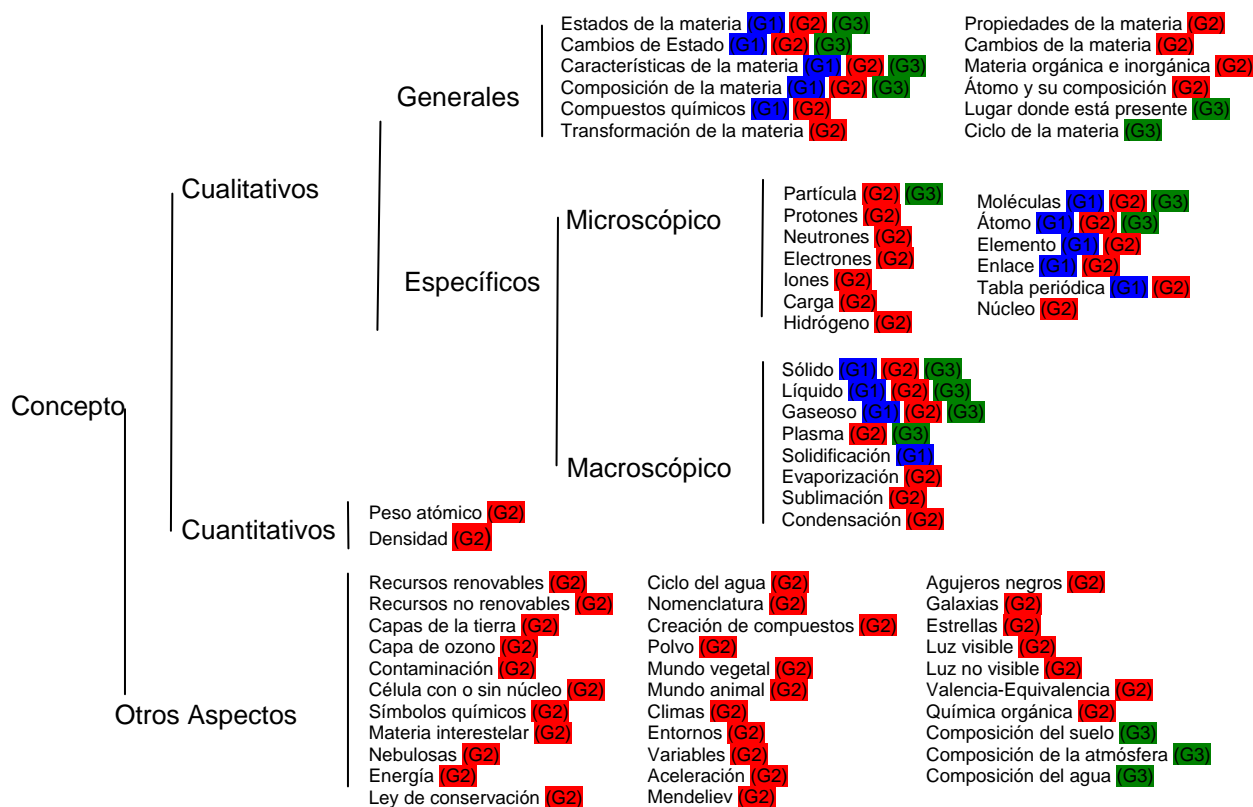 Concepto
Cualitativos
Generales
Estados de la materia (G1) (G2) (G3)
Cambios de Estado (G1) (G2) (G3)
Características de la materia (G1) (G2) (G3)
Composición de la materia (G1) (G2) (G3)
Compuestos químicos (G1) (G2)
Transformación de la materia (G2)
Propiedades de la materia (G2)
Cambios de la materia (G2)
Materia orgánica e inorgánica (G2)
Átomo y su composición (G2)
Lugar donde está presente (G3)
Ciclo de la materia (G3)
Específicos
Microscópico
Partícula (G2) (G3)
Protones (G2)
Neutrones (G2)
Electrones (G2)
Iones (G2)
Carga (G2)
Hidrógeno (G2)
Moléculas (G1) (G2) (G3)
Átomo (G1) (G2) (G3)
Elemento (G1) (G2)
Enlace (G1) (G2)
Tabla periódica (G1) (G2)
Núcleo (G2)
Macroscópico
Sólido (G1) (G2) (G3)
Líquido (G1) (G2) (G3)
Gaseoso (G1) (G2) (G3)
Plasma (G2) (G3)
Solidificación (G1)
Evaporización (G2)
Sublimación (G2)
Condensación (G2)
Cuantitativos
Peso atómico (G2)
Densidad (G2)
Otros Aspectos
Recursos renovables (G2)
Recursos no renovables (G2)
Capas de la tierra (G2)
Capa de ozono (G2)
Contaminación (G2)
Célula con o sin núcleo (G2)
Símbolos químicos (G2)
Materia interestelar (G2)
Nebulosas (G2)
Energía (G2)
Ley de conservación (G2)
Ciclo del agua (G2)
Nomenclatura (G2)
Creación de compuestos (G2)
Polvo (G2)
Mundo vegetal (G2)
Mundo animal (G2)
Climas (G2)
Entornos (G2)
Variables (G2)
Aceleración (G2)
Mendeliev (G2)
Agujeros negros (G2)
Galaxias (G2)
Estrellas (G2)
Luz visible (G2)
Luz no visible (G2)
Valencia-Equivalencia (G2)
Química orgánica (G2)
Composición del suelo (G3)
Composición de la atmósfera (G3)
Composición del agua (G3)